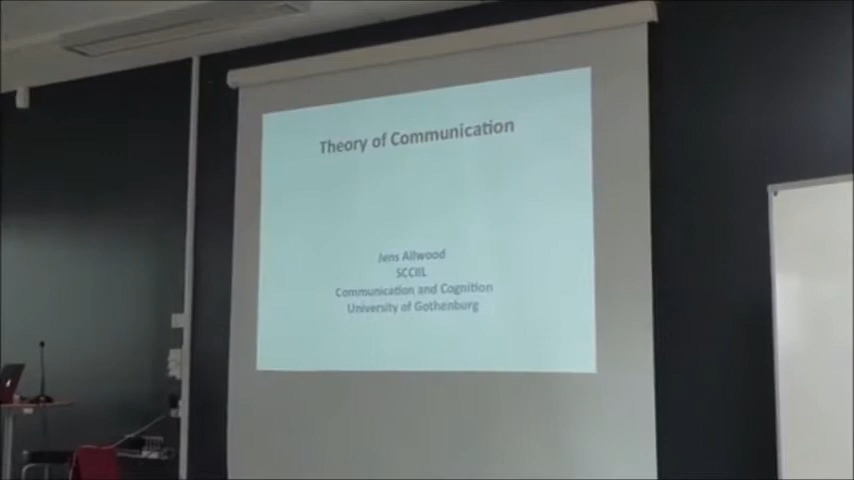 Theory of Communication
Jens Allwood
SCCIIL
Communication and Cognition
University of Gothenburg